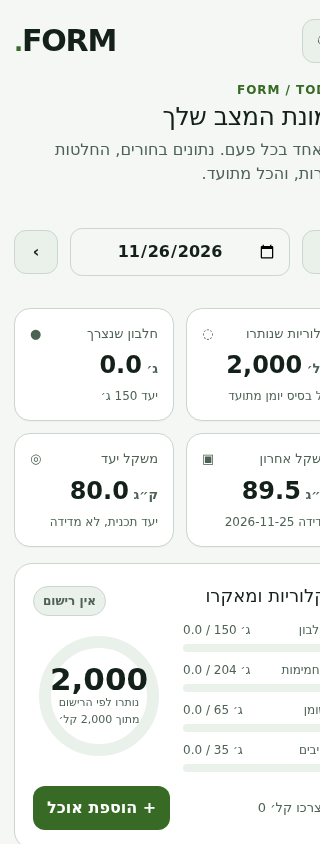 FORM.
FORM / TOD
מונת המצב שלך
אחד בכל פעם. נתונים בחורים, החלטות
רות, והכל מתועד.
›
11/26/2026
לוריות שנותרו
2,000 ל׳
ל בסיס יומן מתועד
חלבון שנצרך
0.0 ג׳
יעד 150 ג׳
שקל אחרון
89.5 ״ג
דידה 2026-11-25
משקל יעד
80.0 ק״ג
יעד תכנית, לא מדידה
קלוריות ומאקרו
אין רישום
לבון 0.0 / 150 ג׳
חמימות 0.0 / 204 ג׳
ומן 0.0 / 65 ג׳
יבים 0.0 / 35 ג׳
2,000
נותרו לפי הרישום
מתוך 2,000 קל׳
צרכו קל׳ 0
+ הוספת אוכל